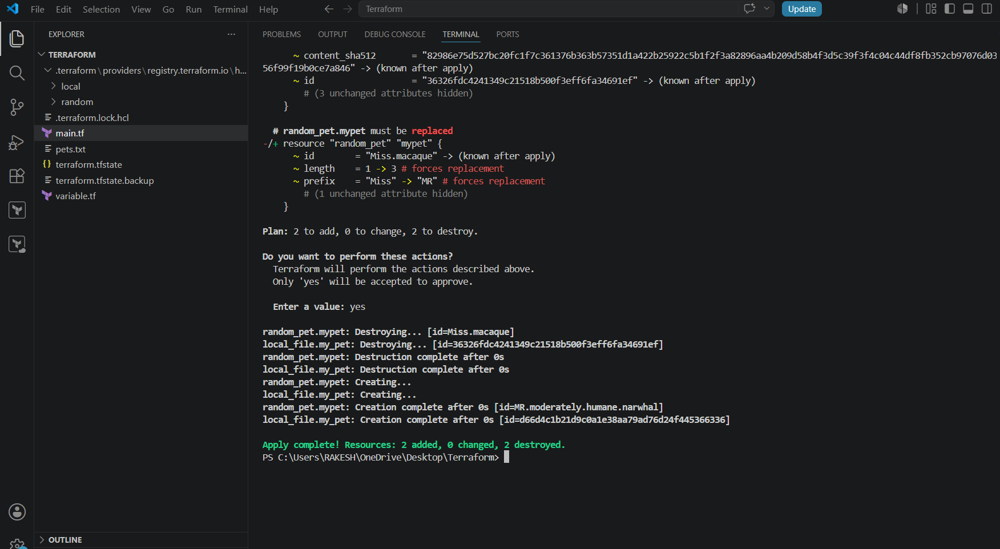 File Edit Selection View Go Run Terminal Help
Terraform
Update
EXPLORER
TERRAFORM
.terraform\providers\registry.terraform.io\h...
local
random
.terraform.lock.hcl
main.tf
pets.txt
terraform.tfstate
terraform.tfstate.backup
variable.tf
OUTLINE
PROBLEMS OUTPUT DEBUG CONSOLE TERMINAL PORTS
~ content_sha512 = "82986e75d527bc20fc1f7c361376b363b57351d1a422b25922c5b1f2f3a82896aa4b209d58b4f3d5c39f3f4c04c44df8fb352cb97076d03
56f99f19b0ce7a846" -> (known after apply)
~ id = "36326fdc4241349c21518b500f3eff6fa34691ef" -> (known after apply)
# (3 unchanged attributes hidden)
}
# random_pet.mypet must be replaced
-/+ resource "random_pet" "mypet" {
~ id = "Miss.macaque" -> (known after apply)
~ length = 1 -> 3 # forces replacement
~ prefix = "Miss" -> "MR" # forces replacement
# (1 unchanged attribute hidden)
}
Plan: 2 to add, 0 to change, 2 to destroy.
Do you want to perform these actions?
Terraform will perform the actions described above.
Only 'yes' will be accepted to approve.
Enter a value: yes
random_pet.mypet: Destroying... [id=Miss.macaque]
local_file.my_pet: Destroying... [id=36326fdc4241349c21518b500f3eff6fa34691ef]
random_pet.mypet: Destruction complete after 0s
local_file.my_pet: Destruction complete after 0s
random_pet.mypet: Creating...
local_file.my_pet: Creating...
random_pet.mypet: Creation complete after 0s [id=MR.moderately.humane.narwhal]
local_file.my_pet: Creation complete after 0s [id=d66d4c1b21d9c0a1e38aa79ad76d24f445366336]
Apply complete! Resources: 2 added, 0 changed, 2 destroyed.
PS C:\Users\RAKESH\OneDrive\Desktop\Terraform>